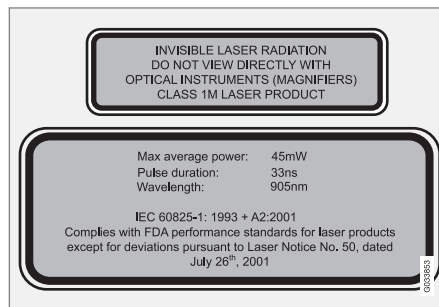 INVISIBLE LASER RADIATION
DO NOT VIEW DIRECTLY WITH
OPTICAL INSTRUMENTS (MAGNIFIERS)
CLASS 1M LASER PRODUCT
Max average power: 45mW
Pulse duration: 33ns
Wavelength: 905nm
IEC 60825-1: 1993 + A2:2001
Complies with FDA performance standards for laser products
except for deviations pursuant to Laser Notice No. 50, dated
July 26th, 2001
G033853